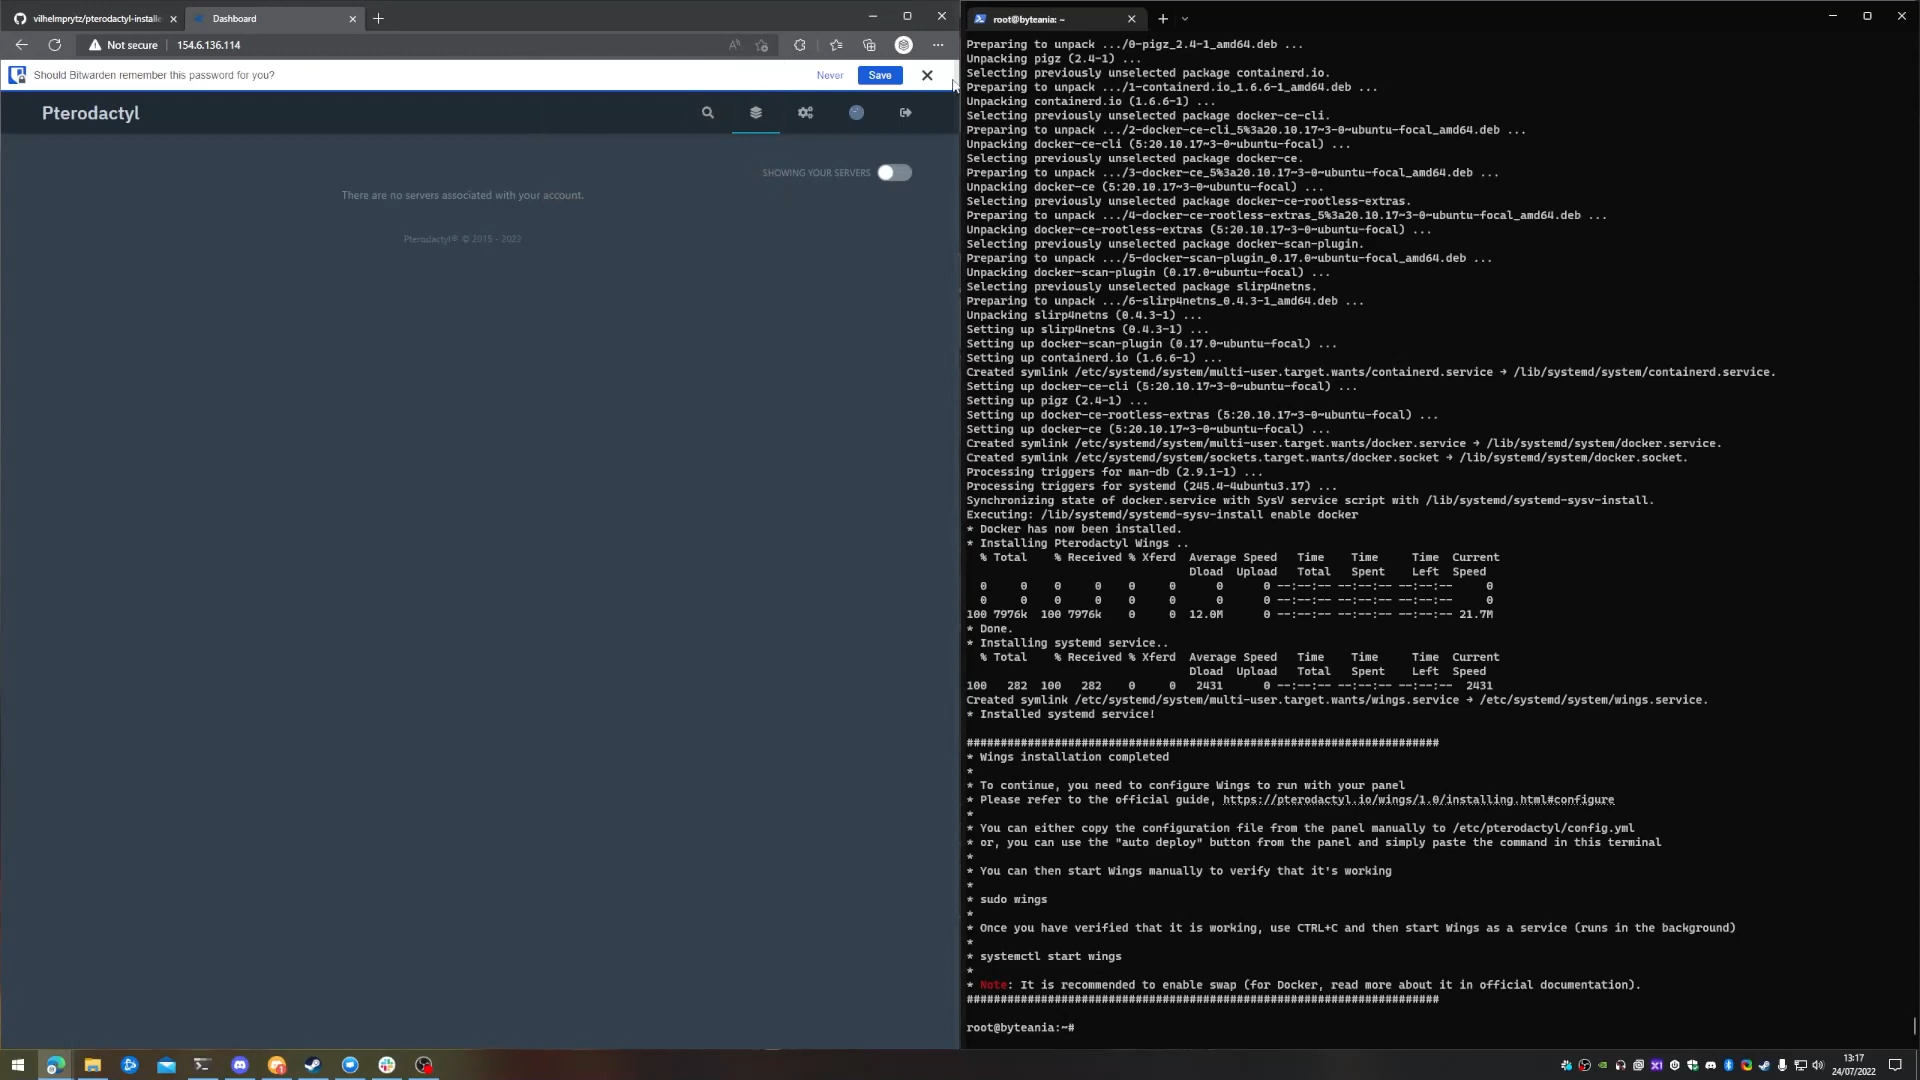 vilhelmprytz/pterodactyl-installe
Dashboard
Not secure
154.6.136.114
Should Bitwarden remember this password for you?
Never
Save
Pterodactyl
SHOWING YOUR SERVERS
There are no servers associated with your account.
Pterodactyl® © 2015 - 2022
root@byteania: ~
Preparing to unpack .../0-pigz_2.4-1_amd64.deb ...
Unpacking pigz (2.4-1) ...
Selecting previously unselected package containerd.io.
Preparing to unpack .../1-containerd.io_1.6.6-1_amd64.deb ...
Unpacking containerd.io (1.6.6-1) ...
Selecting previously unselected package docker-ce-cli.
Preparing to unpack .../2-docker-ce-cli_5%3a20.10.17~3-0~ubuntu-focal_amd64.deb ...
Unpacking docker-ce-cli (5:20.10.17~3-0~ubuntu-focal) ...
Selecting previously unselected package docker-ce.
Preparing to unpack .../3-docker-ce_5%3a20.10.17~3-0~ubuntu-focal_amd64.deb ...
Unpacking docker-ce (5:20.10.17~3-0~ubuntu-focal) ...
Selecting previously unselected package docker-ce-rootless-extras.
Preparing to unpack .../4-docker-ce-rootless-extras_5%3a20.10.17~3-0~ubuntu-focal_amd64.deb ...
Unpacking docker-ce-rootless-extras (5:20.10.17~3-0~ubuntu-focal) ...
Selecting previously unselected package docker-scan-plugin.
Preparing to unpack .../5-docker-scan-plugin_0.17.0~ubuntu-focal_amd64.deb ...
Unpacking docker-scan-plugin (0.17.0~ubuntu-focal) ...
Selecting previously unselected package slirp4netns.
Preparing to unpack .../6-slirp4netns_0.4.3-1_amd64.deb ...
Unpacking slirp4netns (0.4.3-1) ...
Setting up slirp4netns (0.4.3-1) ...
Setting up docker-scan-plugin (0.17.0~ubuntu-focal) ...
Setting up containerd.io (1.6.6-1) ...
Created symlink /etc/systemd/system/multi-user.target.wants/containerd.service → /lib/systemd/system/containerd.service.
Setting up docker-ce-cli (5:20.10.17~3-0~ubuntu-focal) ...
Setting up pigz (2.4-1) ...
Setting up docker-ce-rootless-extras (5:20.10.17~3-0~ubuntu-focal) ...
Setting up docker-ce (5:20.10.17~3-0~ubuntu-focal) ...
Created symlink /etc/systemd/system/multi-user.target.wants/docker.service → /lib/systemd/system/docker.service.
Created symlink /etc/systemd/system/sockets.target.wants/docker.socket → /lib/systemd/system/docker.socket.
Processing triggers for man-db (2.9.1-1) ...
Processing triggers for systemd (245.4-4ubuntu3.17) ...
Synchronizing state of docker.service with SysV service script with /lib/systemd/systemd-sysv-install.
Executing: /lib/systemd/systemd-sysv-install enable docker
* Docker has now been installed.
* Installing Pterodactyl Wings ..
% Total % Received % Xferd Average Speed Time Time Time Current
Dload Upload Total Spent Left Speed
0 0 0 0 0 0 0 0 --:--:-- --:--:-- --:--:-- 0
0 0 0 0 0 0 0 0 --:--:-- --:--:-- --:--:-- 0
100 7976k 100 7976k 0 0 12.0M 0 --:--:-- --:--:-- --:--:-- 21.7M
* Done.
* Installing systemd service..
% Total % Received % Xferd Average Speed Time Time Time Current
Dload Upload Total Spent Left Speed
100 282 100 282 0 0 2431 0 --:--:-- --:--:-- --:--:-- 2431
Created symlink /etc/systemd/system/multi-user.target.wants/wings.service → /etc/systemd/system/wings.service.
* Installed systemd service!
######################################################################
* Wings installation completed
*
* To continue, you need to configure Wings to run with your panel
* Please refer to the official guide, https://pterodactyl.io/wings/1.0/installing.html#configure
*
* You can either copy the configuration file from the panel manually to /etc/pterodactyl/config.yml
* or, you can use the "auto deploy" button from the panel and simply paste the command in this terminal
*
* You can then start Wings manually to verify that it's working
*
* sudo wings
*
* Once you have verified that it is working, use CTRL+C and then start Wings as a service (runs in the background)
*
* systemctl start wings
*
* Note: It is recommended to enable swap (for Docker, read more about it in official documentation).
######################################################################
root@byteania:~#
13:17
24/07/2022